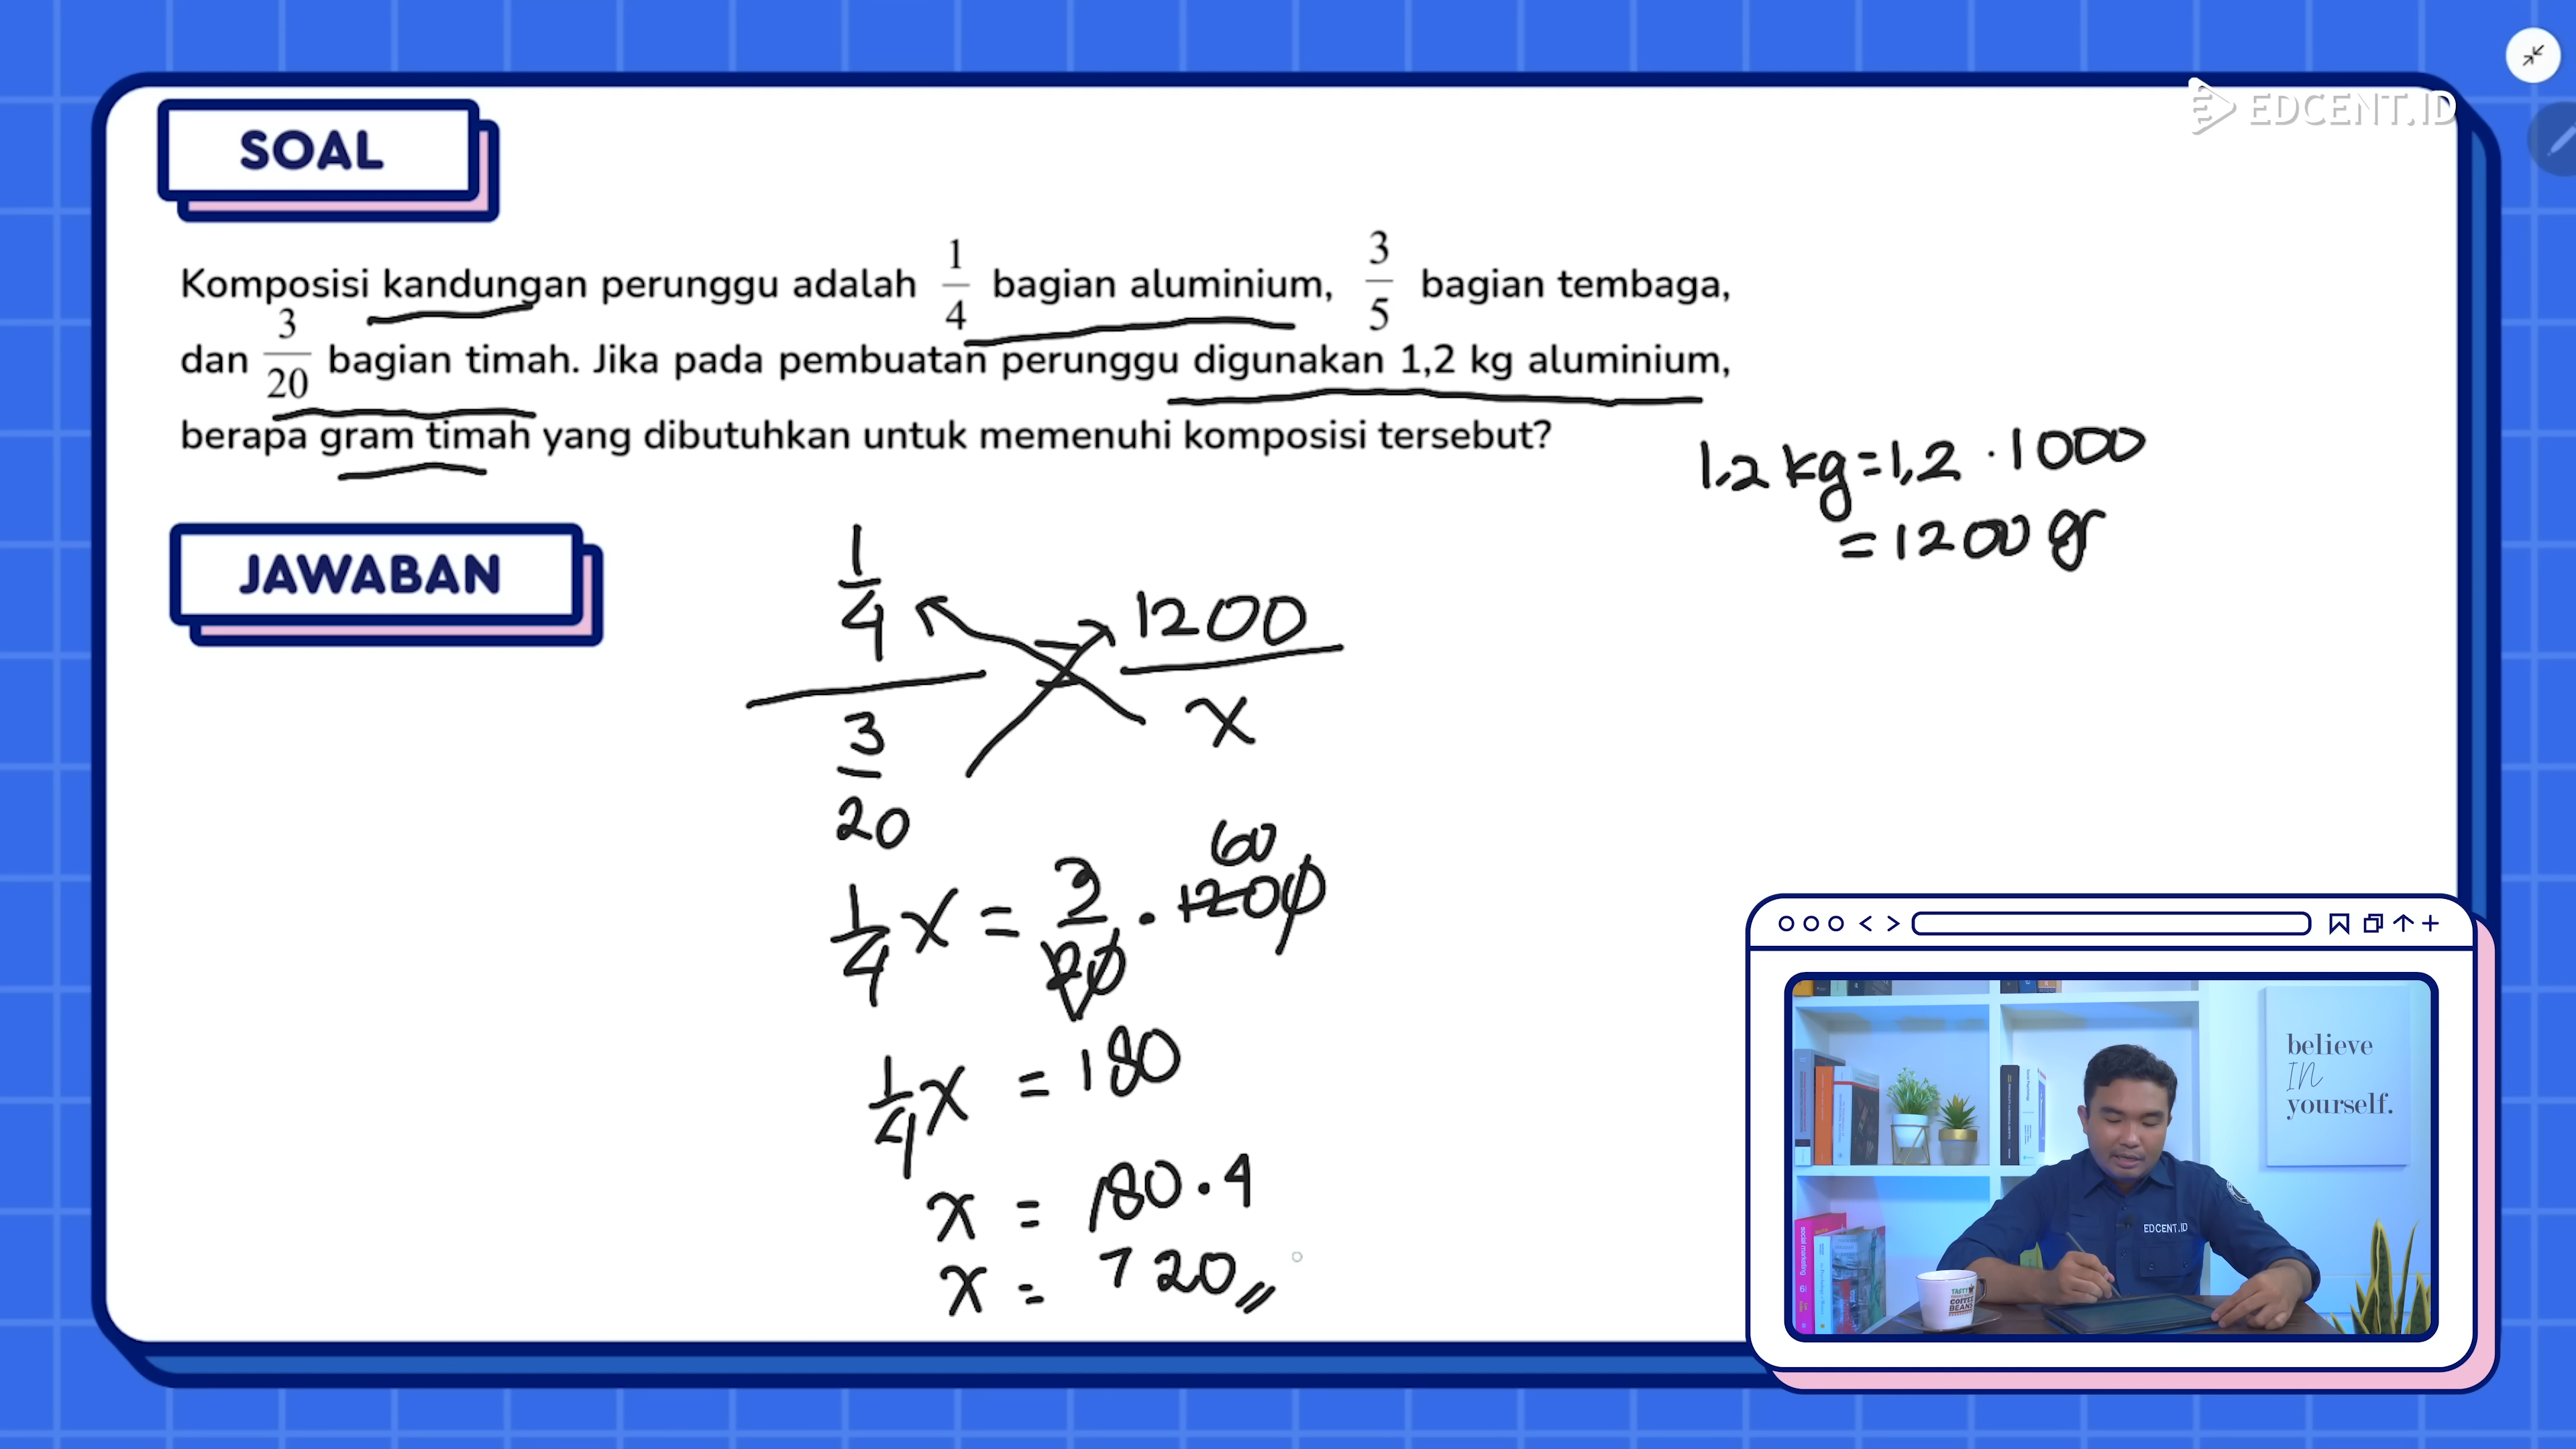 EDCENT.ID
SOAL
Komposisi kandungan perunggu adalah 1/4 bagian aluminium, 3/5 bagian tembaga,
dan 3/20 bagian timah. Jika pada pembuatan perunggu digunakan 1,2 kg aluminium,
berapa gram timah yang dibutuhkan untuk memenuhi komposisi tersebut?
1,2 kg = 1,2 · 1000
= 1200 gr
JAWABAN
1/4 = 1200
3/20 x
60
1/4 x = 3/20 · 1200
1/4 x = 180
x = 180 · 4
x = 720
believe
IN
yourself.
EDCENT.ID
COFFEE
BEANS